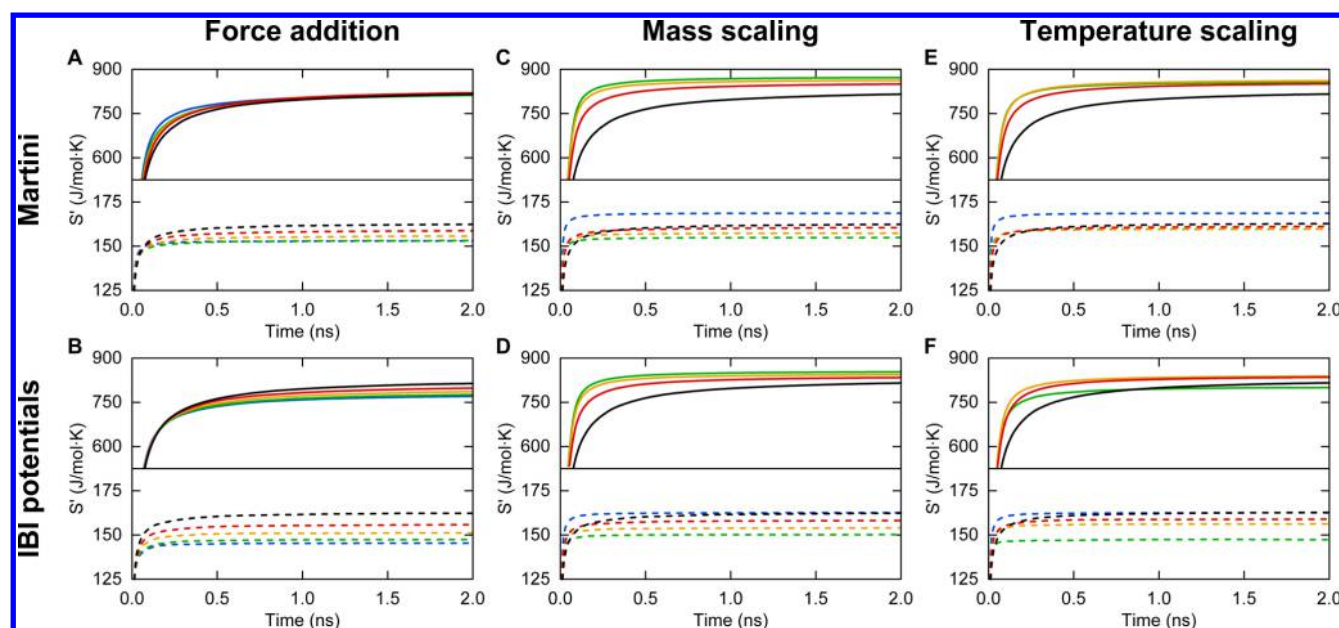 Force addition
Mass scaling
Temperature scaling
Martini
A
900
750
600
175
150
125
S' (J/mol·K)
0.0 0.5 1.0 1.5 2.0
Time (ns)
C
900
750
600
175
150
125
S' (J/mol·K)
0.0 0.5 1.0 1.5 2.0
Time (ns)
E
900
750
600
175
150
125
S' (J/mol·K)
0.0 0.5 1.0 1.5 2.0
Time (ns)
IBI potentials
B
900
750
600
175
150
125
S' (J/mol·K)
0.0 0.5 1.0 1.5 2.0
Time (ns)
D
900
750
600
175
150
125
S' (J/mol·K)
0.0 0.5 1.0 1.5 2.0
Time (ns)
F
900
750
600
175
150
125
S' (J/mol·K)
0.0 0.5 1.0 1.5 2.0
Time (ns)